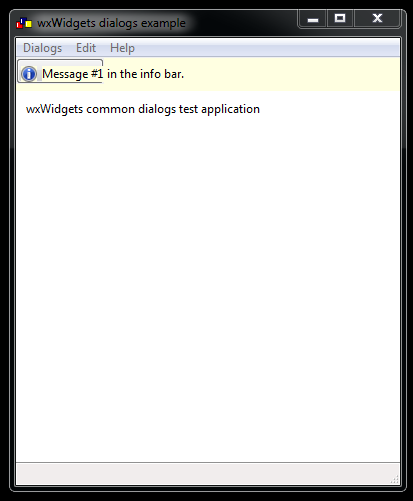 wxWidgets dialogs example
Dialogs Edit Help
Message #1 in the info bar.
wxWidgets common dialogs test application